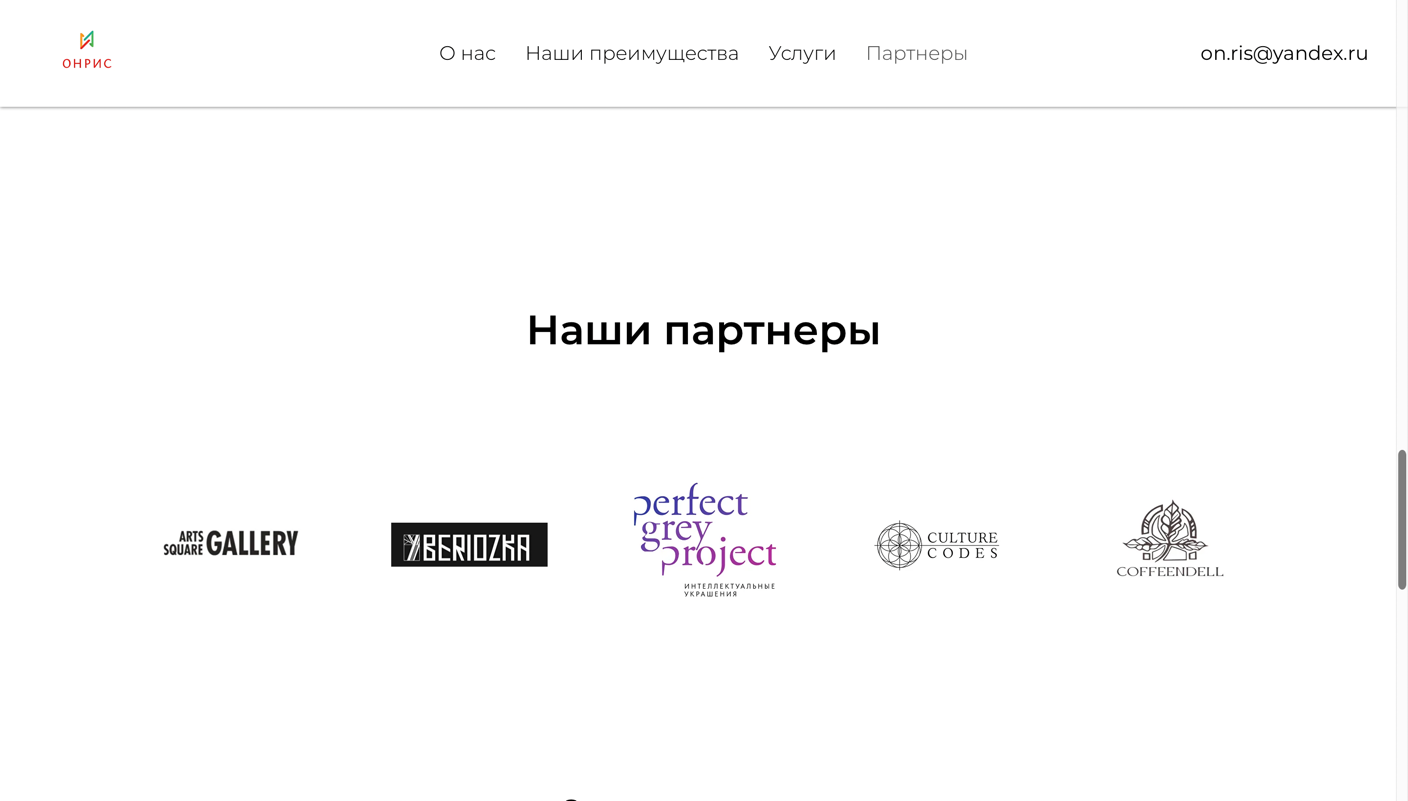 ОНРИС
О нас
Наши преимущества
Услуги
Партнеры
on.ris@yandex.ru
Наши партнеры
ARTS
SQUARE GALLERY
BERIOZKA
perfect
grey
project
ИНТЕЛЛЕКТУАЛЬНЫЕ
УКРАШЕНИЯ
CULTURE
CODES
COFFEENDELL